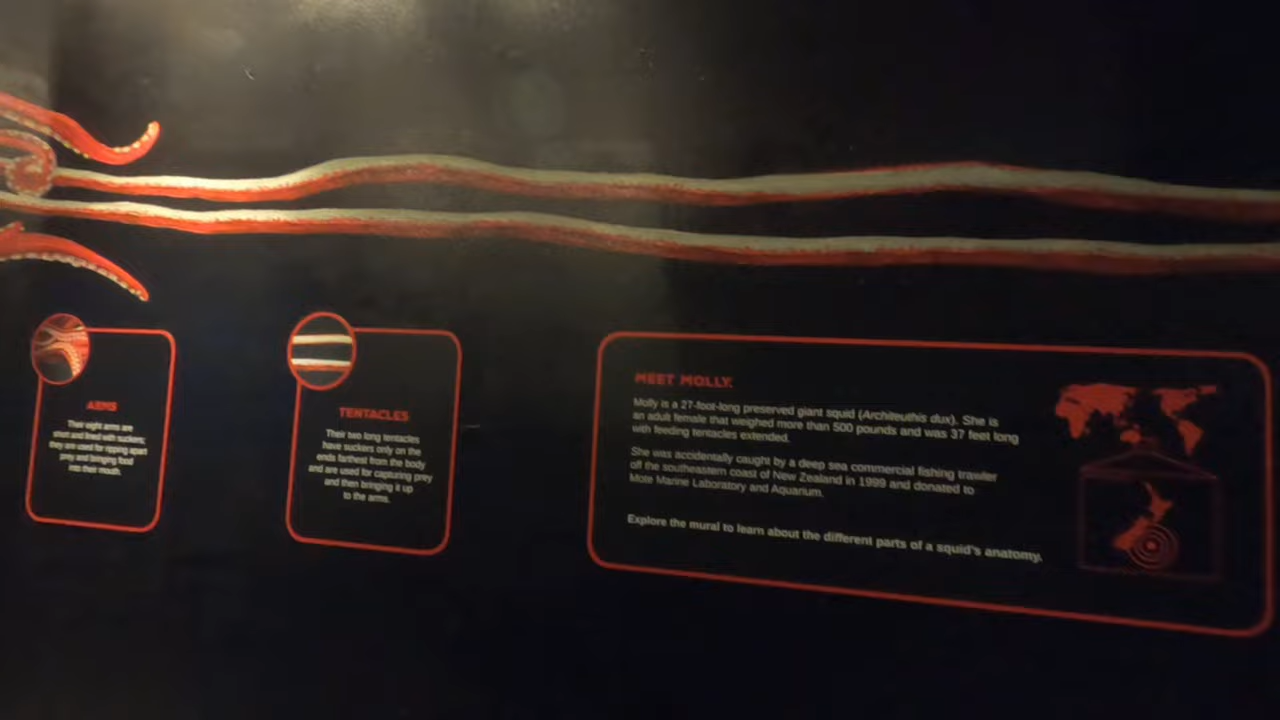 ARMS
Their eight arms are
short and lined with suckers;
they are used for ripping apart
prey and bringing food
into their mouth.
TENTACLES
Their two long tentacles
have suckers only on the
ends farthest from the body
and are used for capturing prey
and then bringing it up
to the arms.
MEET MOLLY.
Molly is a 27-foot-long preserved giant squid (Architeuthis dux). She is
an adult female that weighed more than 500 pounds and was 37 feet long
with feeding tentacles extended.
She was accidentally caught by a deep sea commercial fishing trawler
off the southeastern coast of New Zealand in 1999 and donated to
Mote Marine Laboratory and Aquarium.
Explore the mural to learn about the different parts of a squid's anatomy.